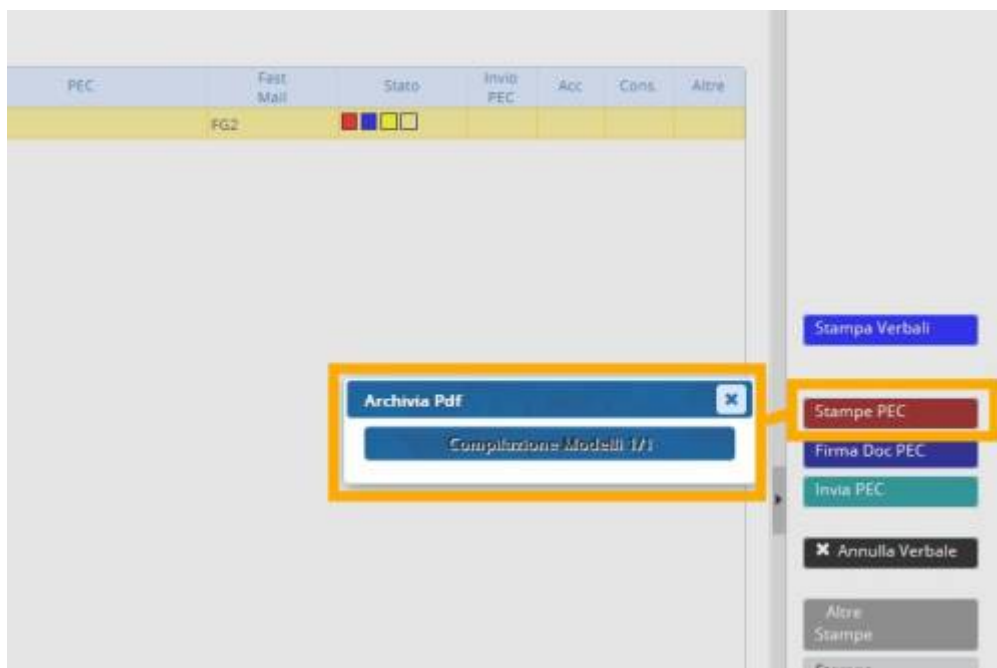 PEC
Fast
Mail
Stato
Invio
PEC
Acc
Cons.
Altre
FG2
Stampa Verbali
Archivia Pdf
Stampe PEC
Compilazione Modelli 1/1
Firma Doc PEC
Invia PEC
Annulla Verbale
Altre
Stampe